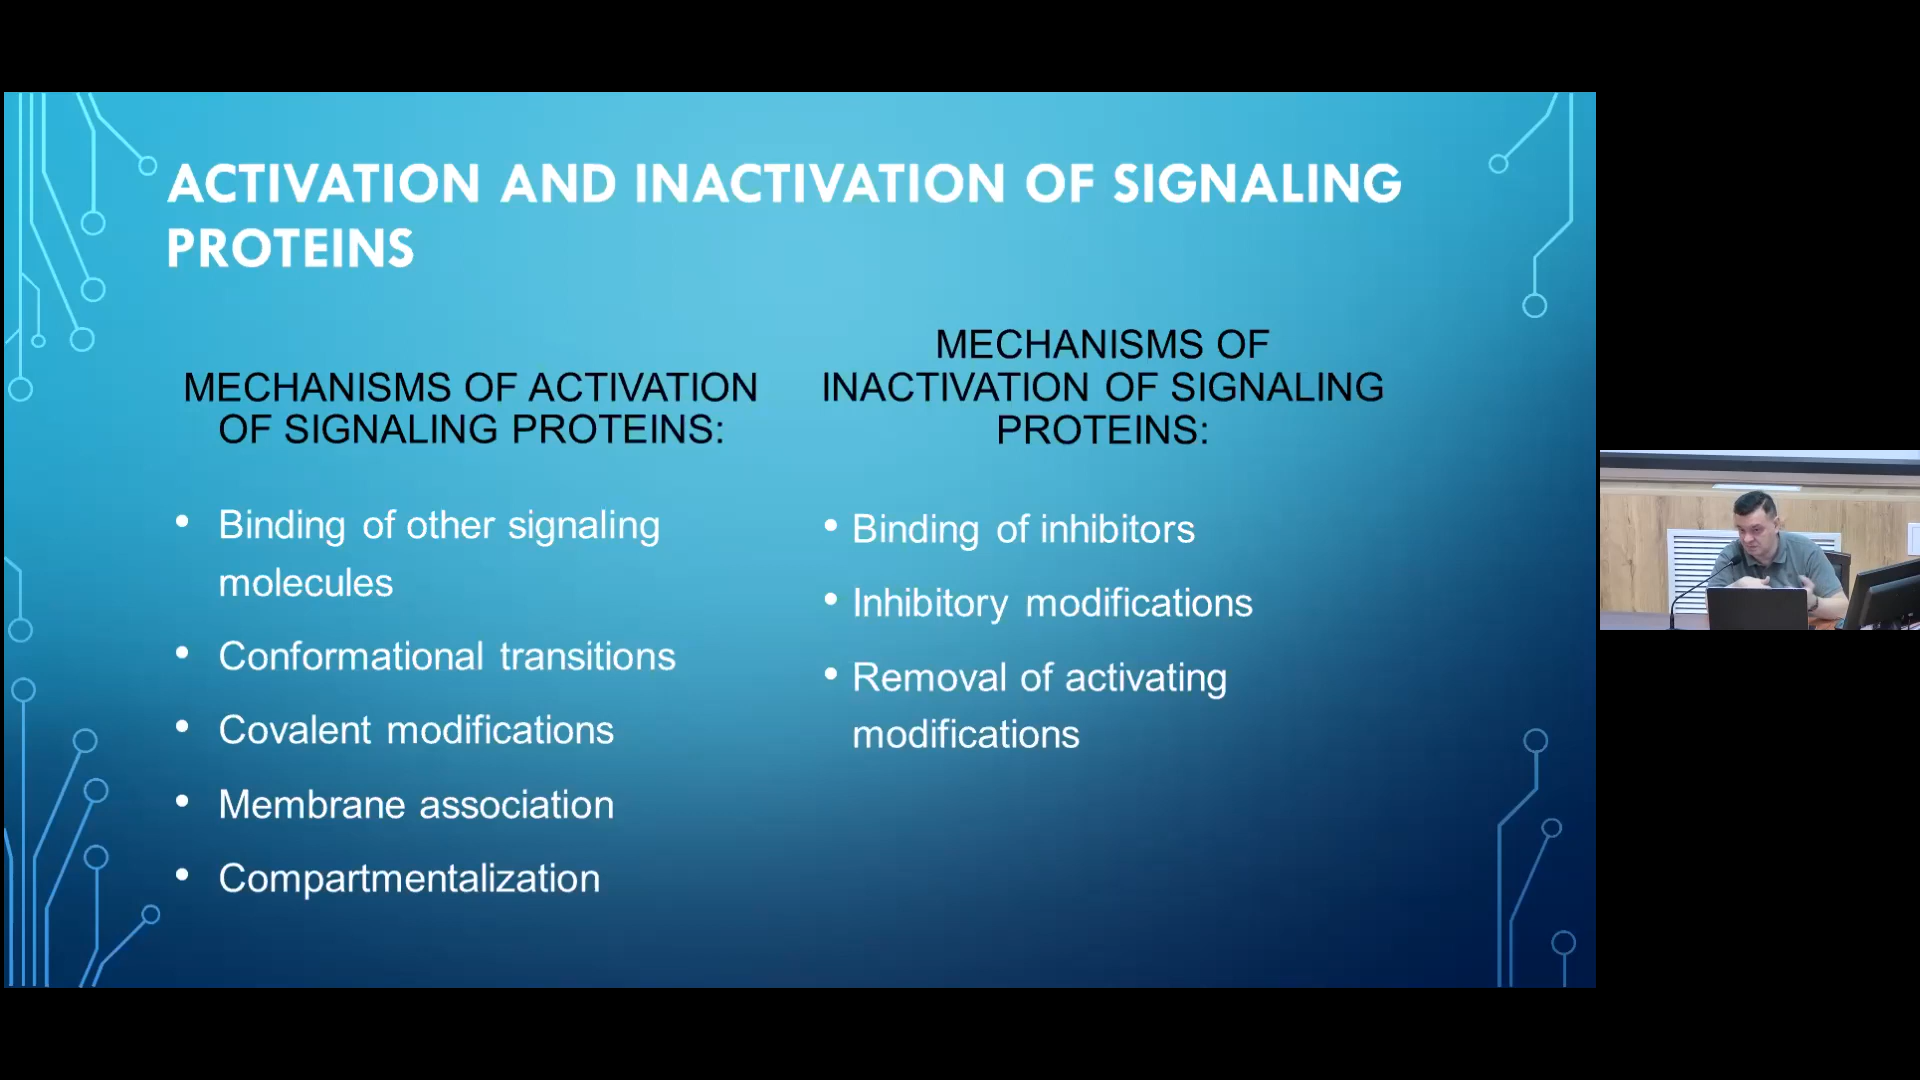 ACTIVATION AND INACTIVATION OF SIGNALING
PROTEINS
MECHANISMS OF ACTIVATION
OF SIGNALING PROTEINS:
• Binding of other signaling
molecules
• Conformational transitions
• Covalent modifications
• Membrane association
• Compartmentalization
MECHANISMS OF
INACTIVATION OF SIGNALING
PROTEINS:
• Binding of inhibitors
• Inhibitory modifications
• Removal of activating
modifications